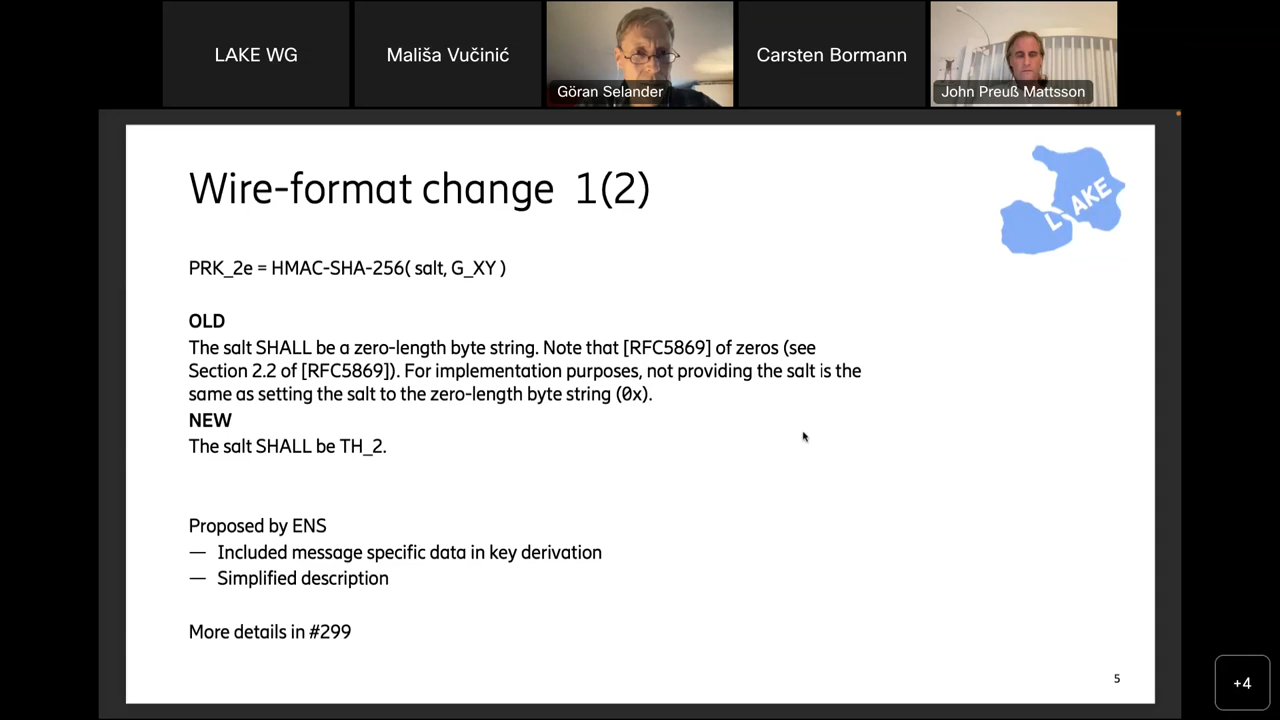 LAKE WG
Mališa Vučinić
Göran Selander
Carsten Bormann
John Preuß Mattsson
Wire-format change 1(2)
LAKE
PRK_2e = HMAC-SHA-256( salt, G_XY )
OLD
The salt SHALL be a zero-length byte string. Note that [RFC5869] of zeros (see
Section 2.2 of [RFC5869]). For implementation purposes, not providing the salt is the
same as setting the salt to the zero-length byte string (0x).
NEW
The salt SHALL be TH_2.
Proposed by ENS
— Included message specific data in key derivation
— Simplified description
More details in #299
5
+4